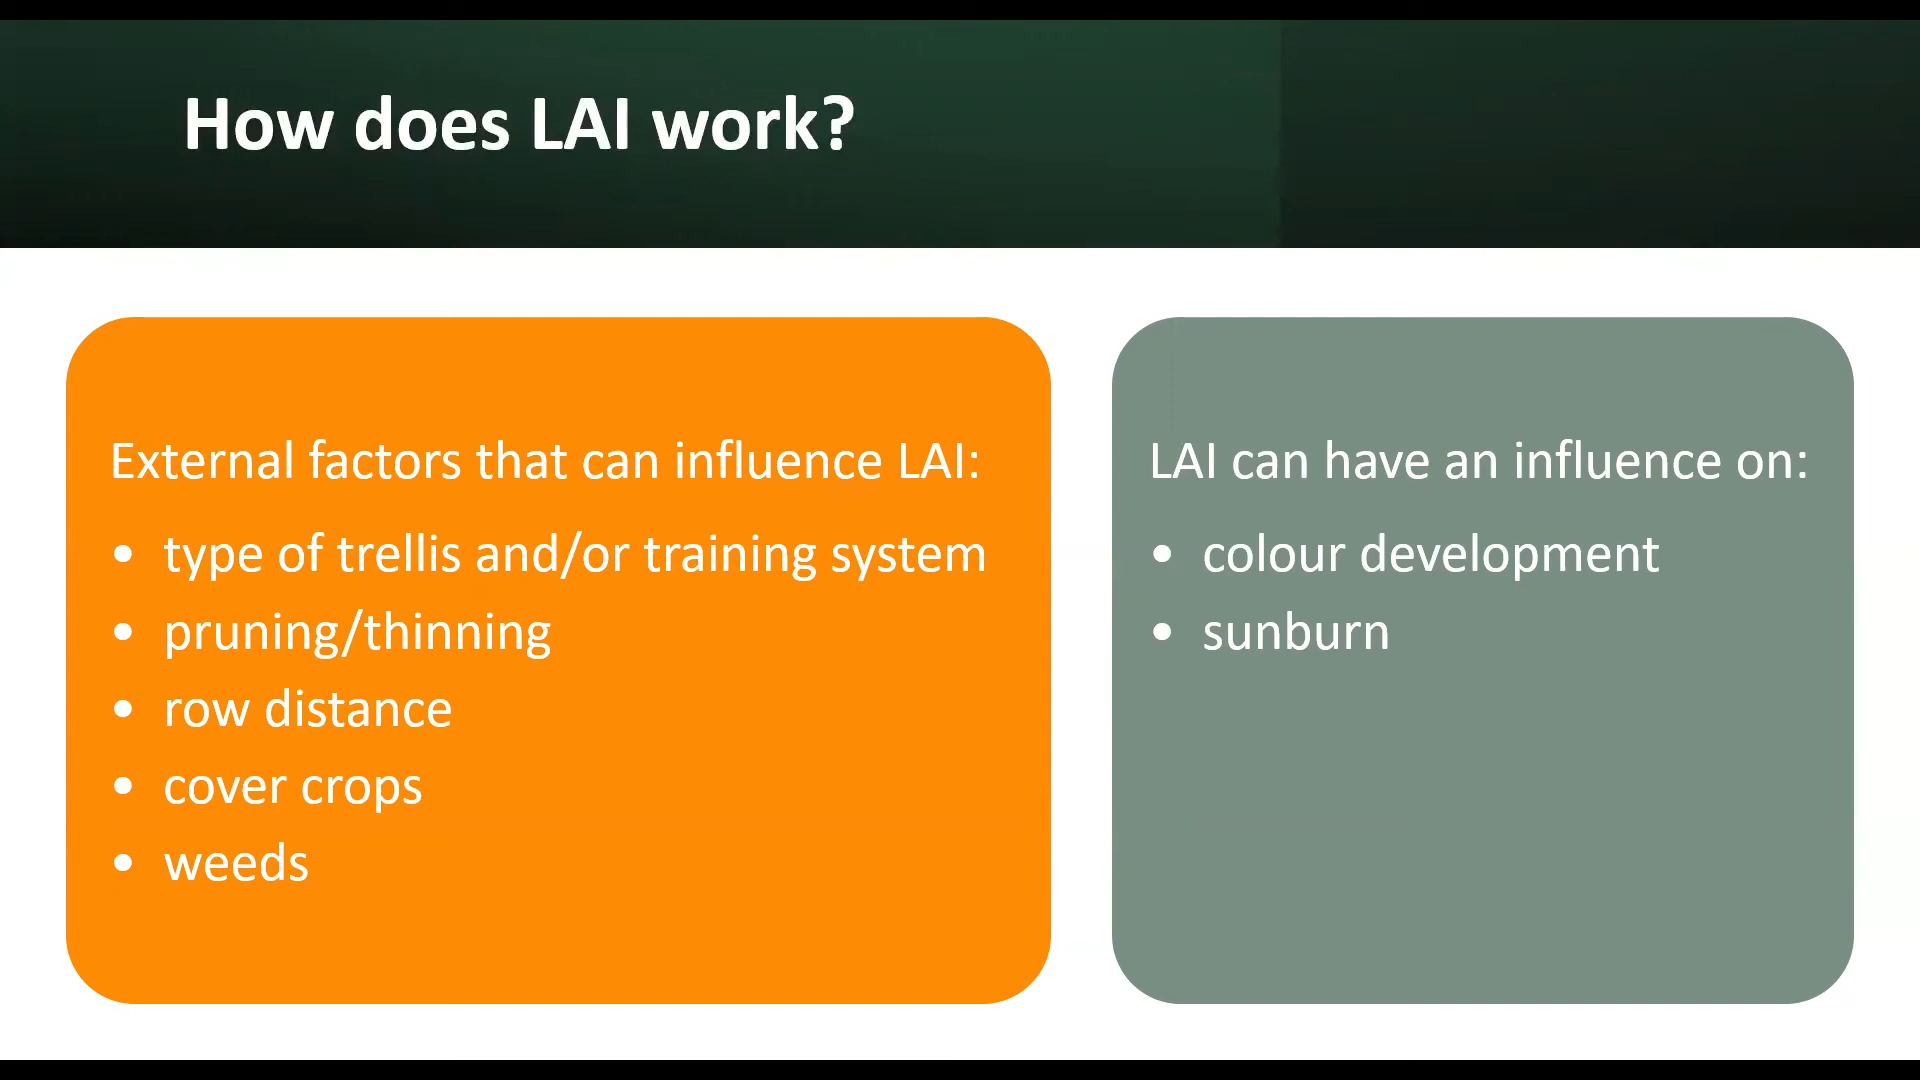 How does LAI work?
External factors that can influence LAI:
• type of trellis and/or training system
• pruning/thinning
• row distance
• cover crops
• weeds
LAI can have an influence on:
• colour development
• sunburn